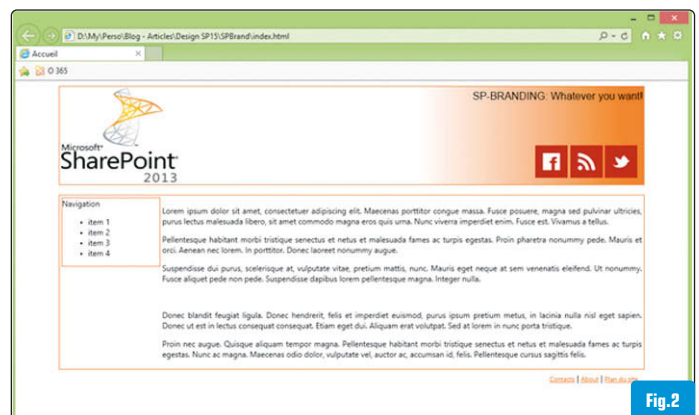 D:\My\Perso\Blog - Articles\Design SP15\SPBrand\index.html
Accueil
O 365
SP-BRANDING: Whatever you want!
Microsoft®
SharePoint
2013
Navigation
item 1
item 2
item 3
item 4
Lorem ipsum dolor sit amet, consectetuer adipiscing elit. Maecenas porttitor congue massa. Fusce posuere, magna sed pulvinar ultricies,
purus lectus malesuada libero, sit amet commodo magna eros quis urna. Nunc viverra imperdiet enim. Fusce est. Vivamus a tellus.
Pellentesque habitant morbi tristique senectus et netus et malesuada fames ac turpis egestas. Proin pharetra nonummy pede. Mauris et
orci. Aenean nec lorem. In porttitor. Donec laoreet nonummy augue.
Suspendisse dui purus, scelerisque at, vulputate vitae, pretium mattis, nunc. Mauris eget neque at sem venenatis eleifend. Ut nonummy.
Fusce aliquet pede non pede. Suspendisse dapibus lorem pellentesque magna. Integer nulla.
Donec blandit feugiat ligula. Donec hendrerit, felis et imperdiet euismod, purus ipsum pretium metus, in lacinia nulla nisl eget sapien.
Donec ut est in lectus consequat consequat. Etiam eget dui. Aliquam erat volutpat. Sed at lorem in nunc porta tristique.
Proin nec augue. Quisque aliquam tempor magna. Pellentesque habitant morbi tristique senectus et netus et malesuada fames ac turpis
egestas. Nunc ac magna. Maecenas odio dolor, vulputate vel, auctor ac, accumsan id, felis. Pellentesque cursus sagittis felis.
Contacts | About | Plan du site
Fig.2